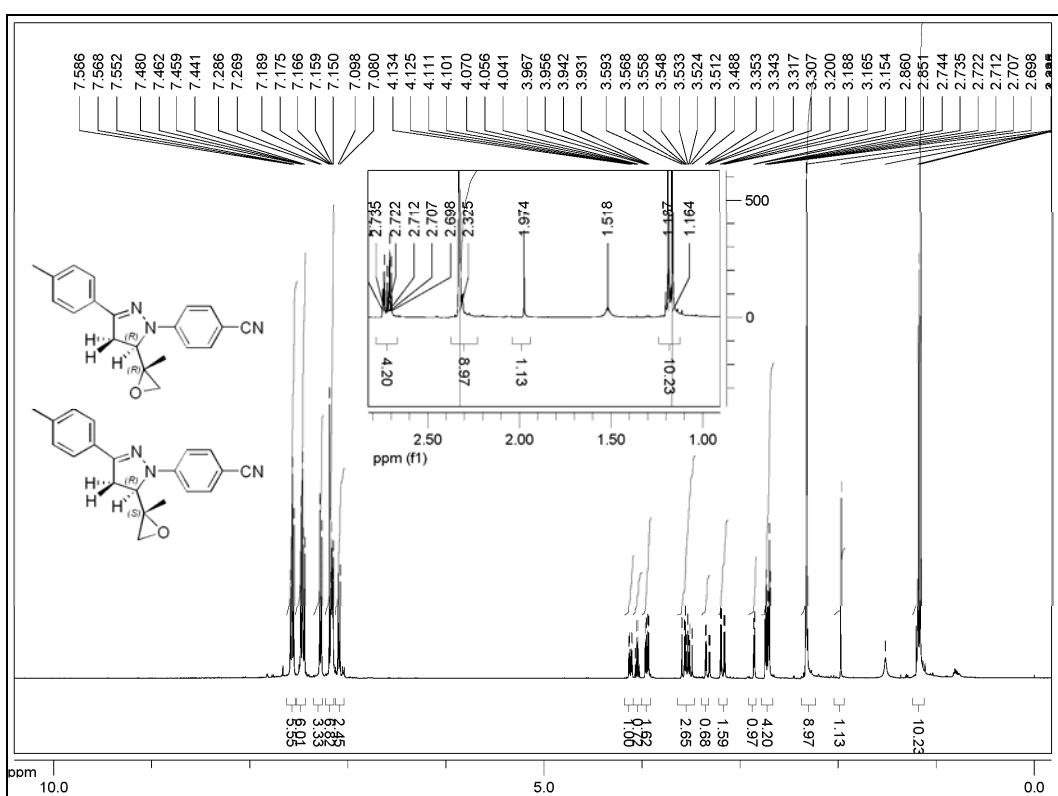 7.586 7.568 7.552 7.480 7.462 7.459 7.441 7.286 7.269 7.189 7.175 7.166 7.159 7.150 7.098 7.080 4.134 4.125 4.111 4.101 4.070 4.056 4.041 3.967 3.956 3.942 3.931 3.593 3.568 3.558 3.548 3.533 3.524 3.512 3.488 3.353 3.343 3.317 3.307 3.200 3.188 3.165 3.154 2.860 2.851 2.744 2.735 2.722 2.712 2.707 2.698
2.735 2.722 2.712 2.707 2.698 2.325 1.974 1.518 1.187 1.164
500
0
4.20 8.97 1.13 10.23
2.50 2.00 1.50 1.00
ppm (f1)
N
N
CN
(R)
H
H
H
(R)
O
N
N
CN
(R)
H
H
H
(S)
O
5.55 6.01 3.33 2.45 1.00 1.62 2.65 0.68 1.59 0.97 4.20 8.97 1.13 10.23
ppm
10.0 5.0 0.0